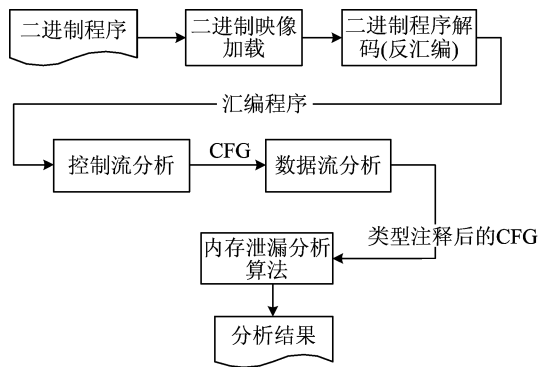 二进制程序
二进制映像
加载
二进制程序解
码(反汇编)
汇编程序
控制流分析
CFG
数据流分析
类型注释后的CFG
内存泄漏分析
算法
分析结果